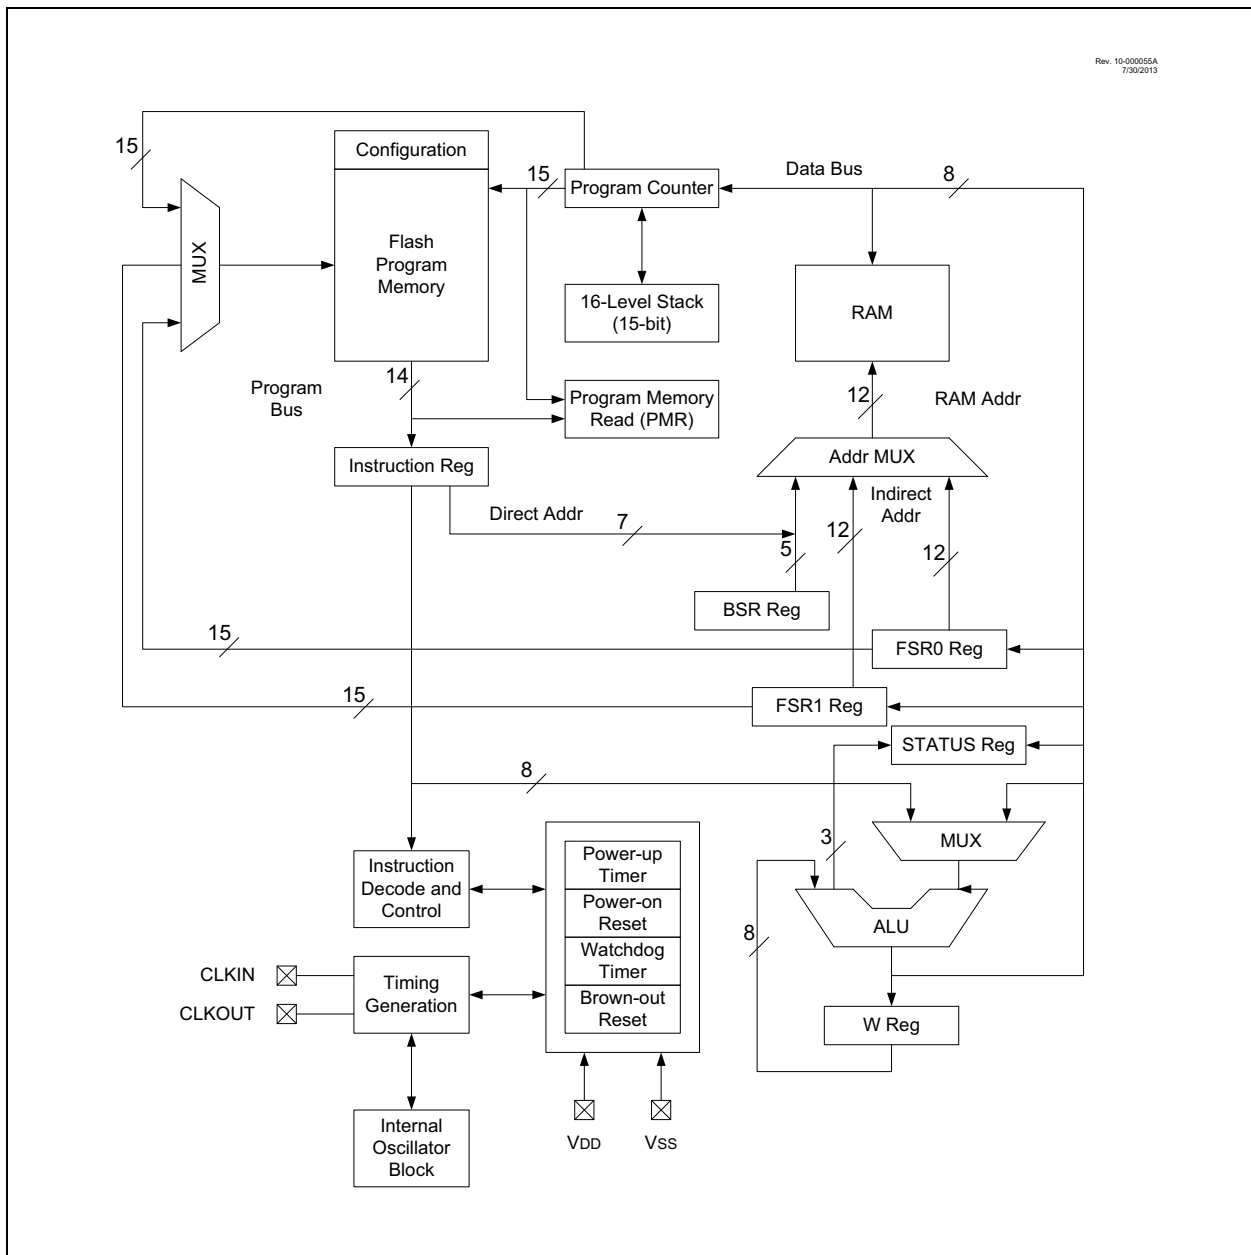 Rev. 10-000055A
7/30/2013
15
Configuration
15
Program Counter
Data Bus
8
MUX
Flash
Program
Memory
16-Level Stack
(15-bit)
RAM
14
Program
Bus
Program Memory
Read (PMR)
12
RAM Addr
Instruction Reg
Addr MUX
Direct Addr
7
Indirect
Addr
12
5
12
BSR Reg
15
FSR0 Reg
15
FSR1 Reg
STATUS Reg
8
3
MUX
Power-up
Timer
Instruction
Decode and
Control
Power-on
Reset
ALU
8
Watchdog
Timer
CLKIN
CLKOUT
Timing
Generation
Brown-out
Reset
W Reg
Internal
Oscillator
Block
VDD
VSS